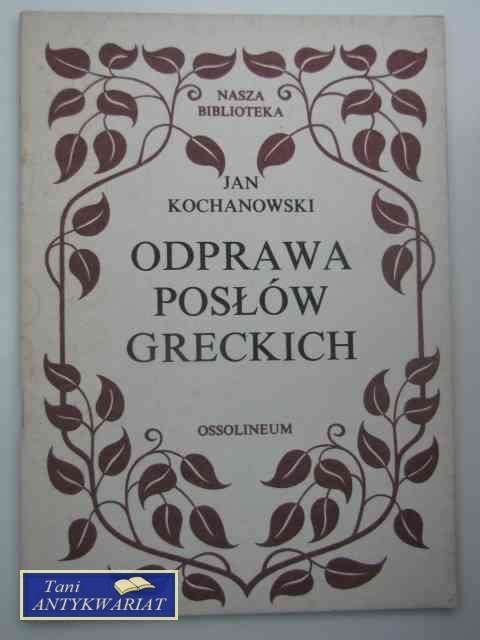 NASZA
BIBLIOTEKA
JAN
KOCHANOWSKI
ODPRAWA
POSŁÓW
GRECKICH
OSSOLINEUM
Tani
ANTYKWARIAT